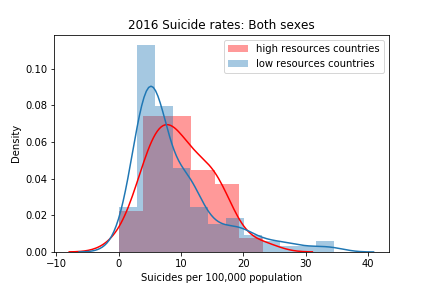 2016 Suicide rates: Both sexes
high resources countries
low resources countries
Density
0.10
0.08
0.06
0.04
0.02
0.00
−10 0 10 20 30 40
Suicides per 100,000 population